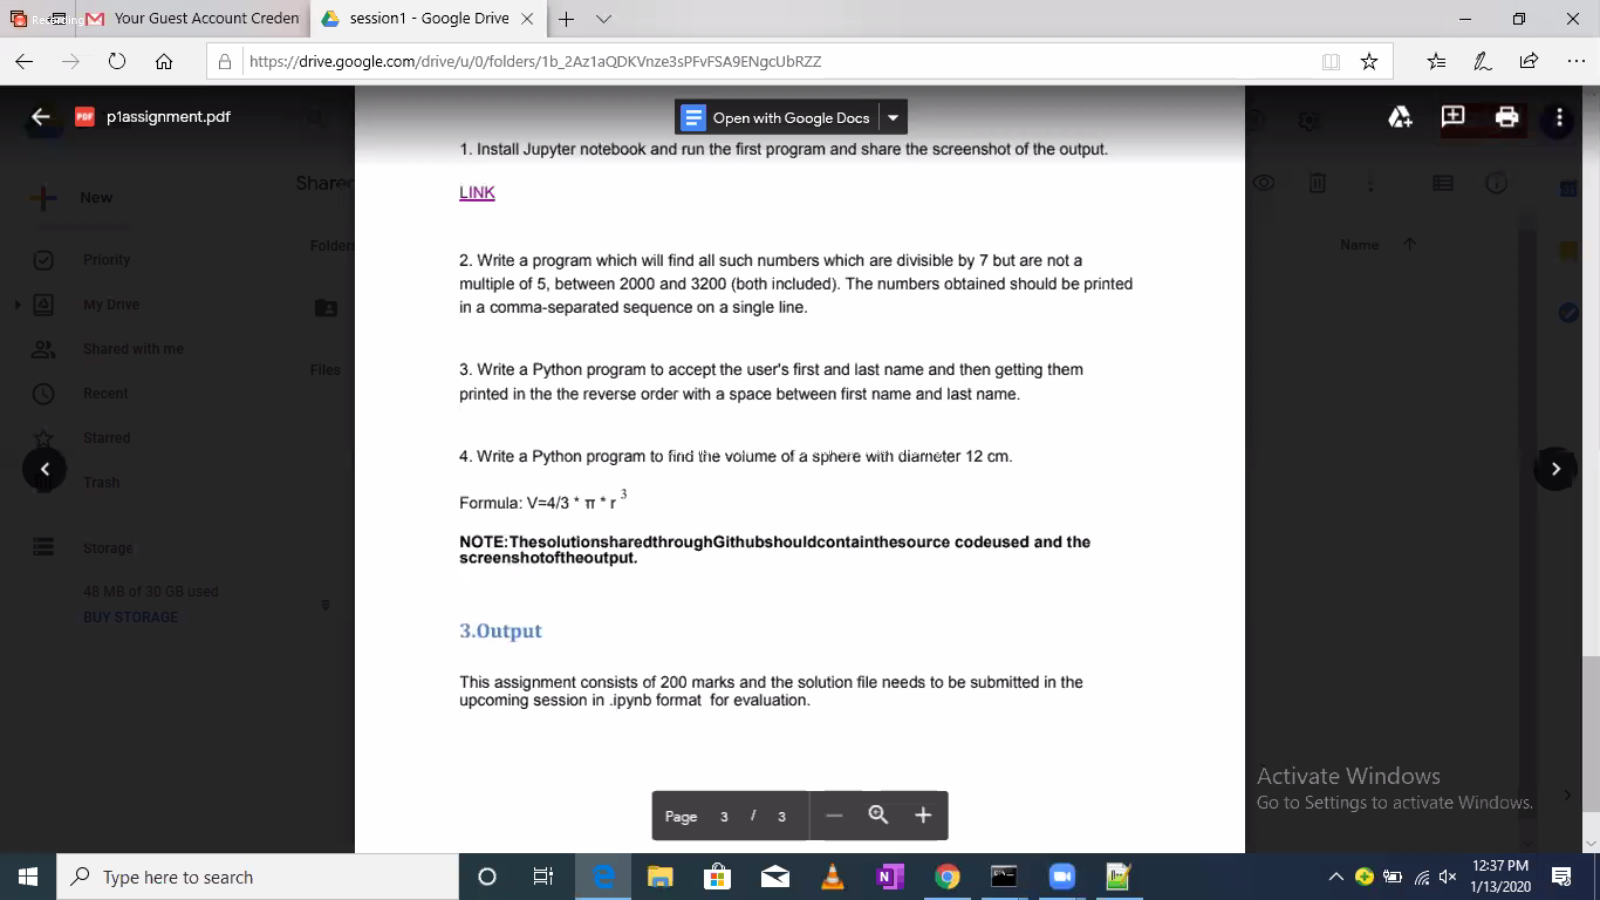 Recording
Your Guest Account Creden
session1 - Google Drive
https://drive.google.com/drive/u/0/folders/1b_2Az1aQDKVnze3sPFvFSA9ENgcUbRZZ
PDF p1assignment.pdf
Open with Google Docs
New
Share
Priority
Folder
Name
My Drive
Shared with me
Files
Recent
Starred
Trash
Storage
48 MB of 30 GB used
BUY STORAGE
1. Install Jupyter notebook and run the first program and share the screenshot of the output.
LINK
2. Write a program which will find all such numbers which are divisible by 7 but are not a
multiple of 5, between 2000 and 3200 (both included). The numbers obtained should be printed
in a comma-separated sequence on a single line.
3. Write a Python program to accept the user's first and last name and then getting them
printed in the the reverse order with a space between first name and last name.
4. Write a Python program to find the volume of a sphere with diameter 12 cm.
Formula: V=4/3 * π * r 3
NOTE:ThesolutionsharedthroughGithubshouldcontainthesource codeused and the
screenshotoftheoutput.
3.Output
This assignment consists of 200 marks and the solution file needs to be submitted in the
upcoming session in .ipynb format for evaluation.
Activate Windows
Go to Settings to activate Windows.
Page 3 / 3
Type here to search
12:37 PM
1/13/2020